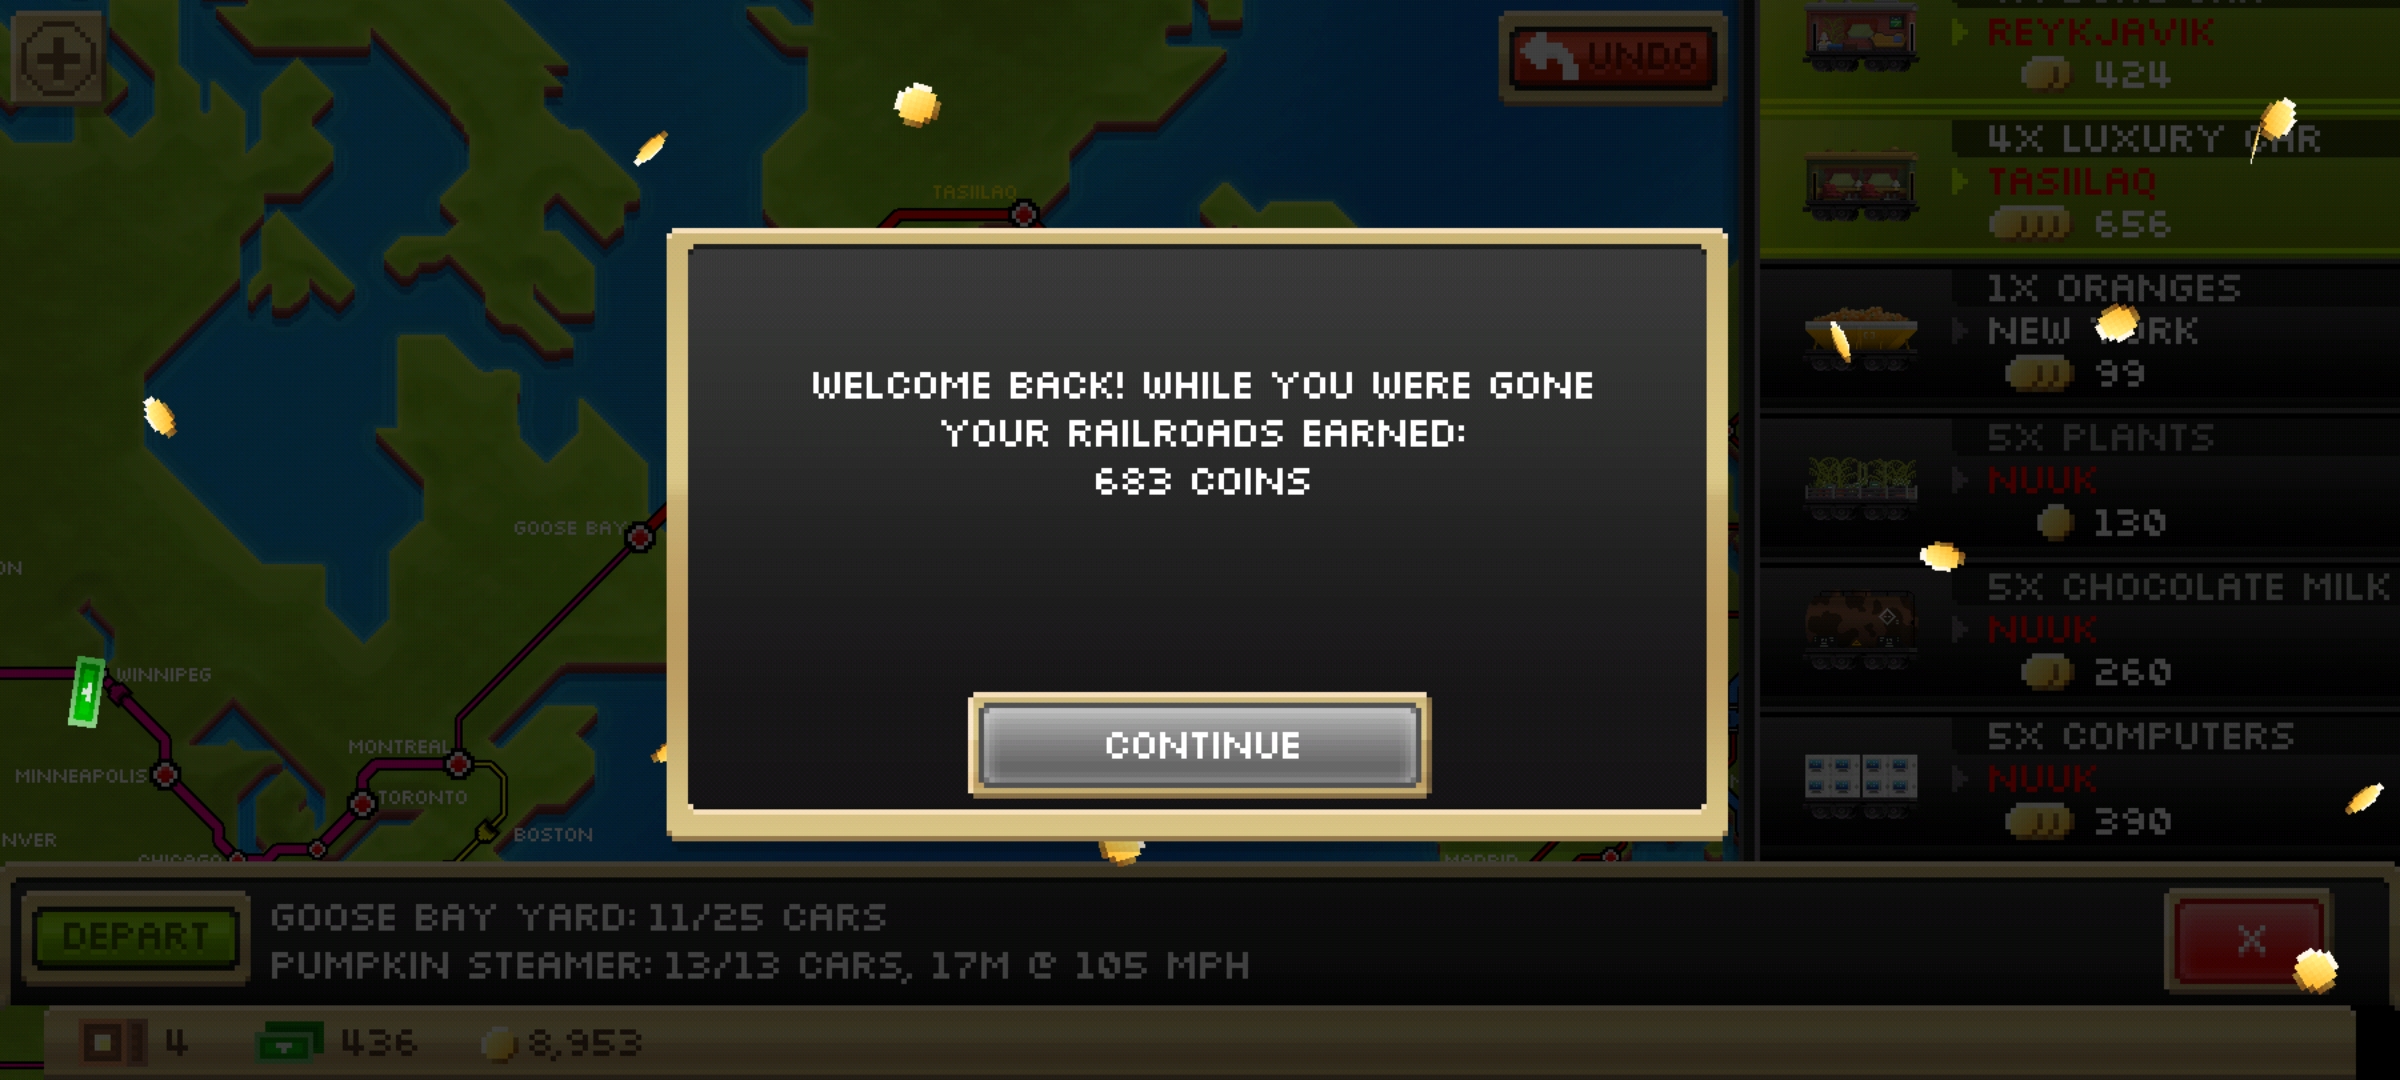 UNDO
REYKJAVIK
424
4X LUXURY CAR
TASIILAQ
656
1X ORANGES
NEW YORK
99
5X PLANTS
NUUK
130
5X CHOCOLATE MILK
NUUK
260
5X COMPUTERS
NUUK
390
TASIILAQ
GOOSE BAY
WINNIPEG
MONTREAL
MINNEAPOLIS
TORONTO
BOSTON
CHICAGO
MADRID
WELCOME BACK! WHILE YOU WERE GONE
YOUR RAILROADS EARNED:
683 COINS
CONTINUE
DEPART
GOOSE BAY YARD: 11/25 CARS
PUMPKIN STEAMER: 13/13 CARS, 17M @ 105 MPH
X
4
436
8,953